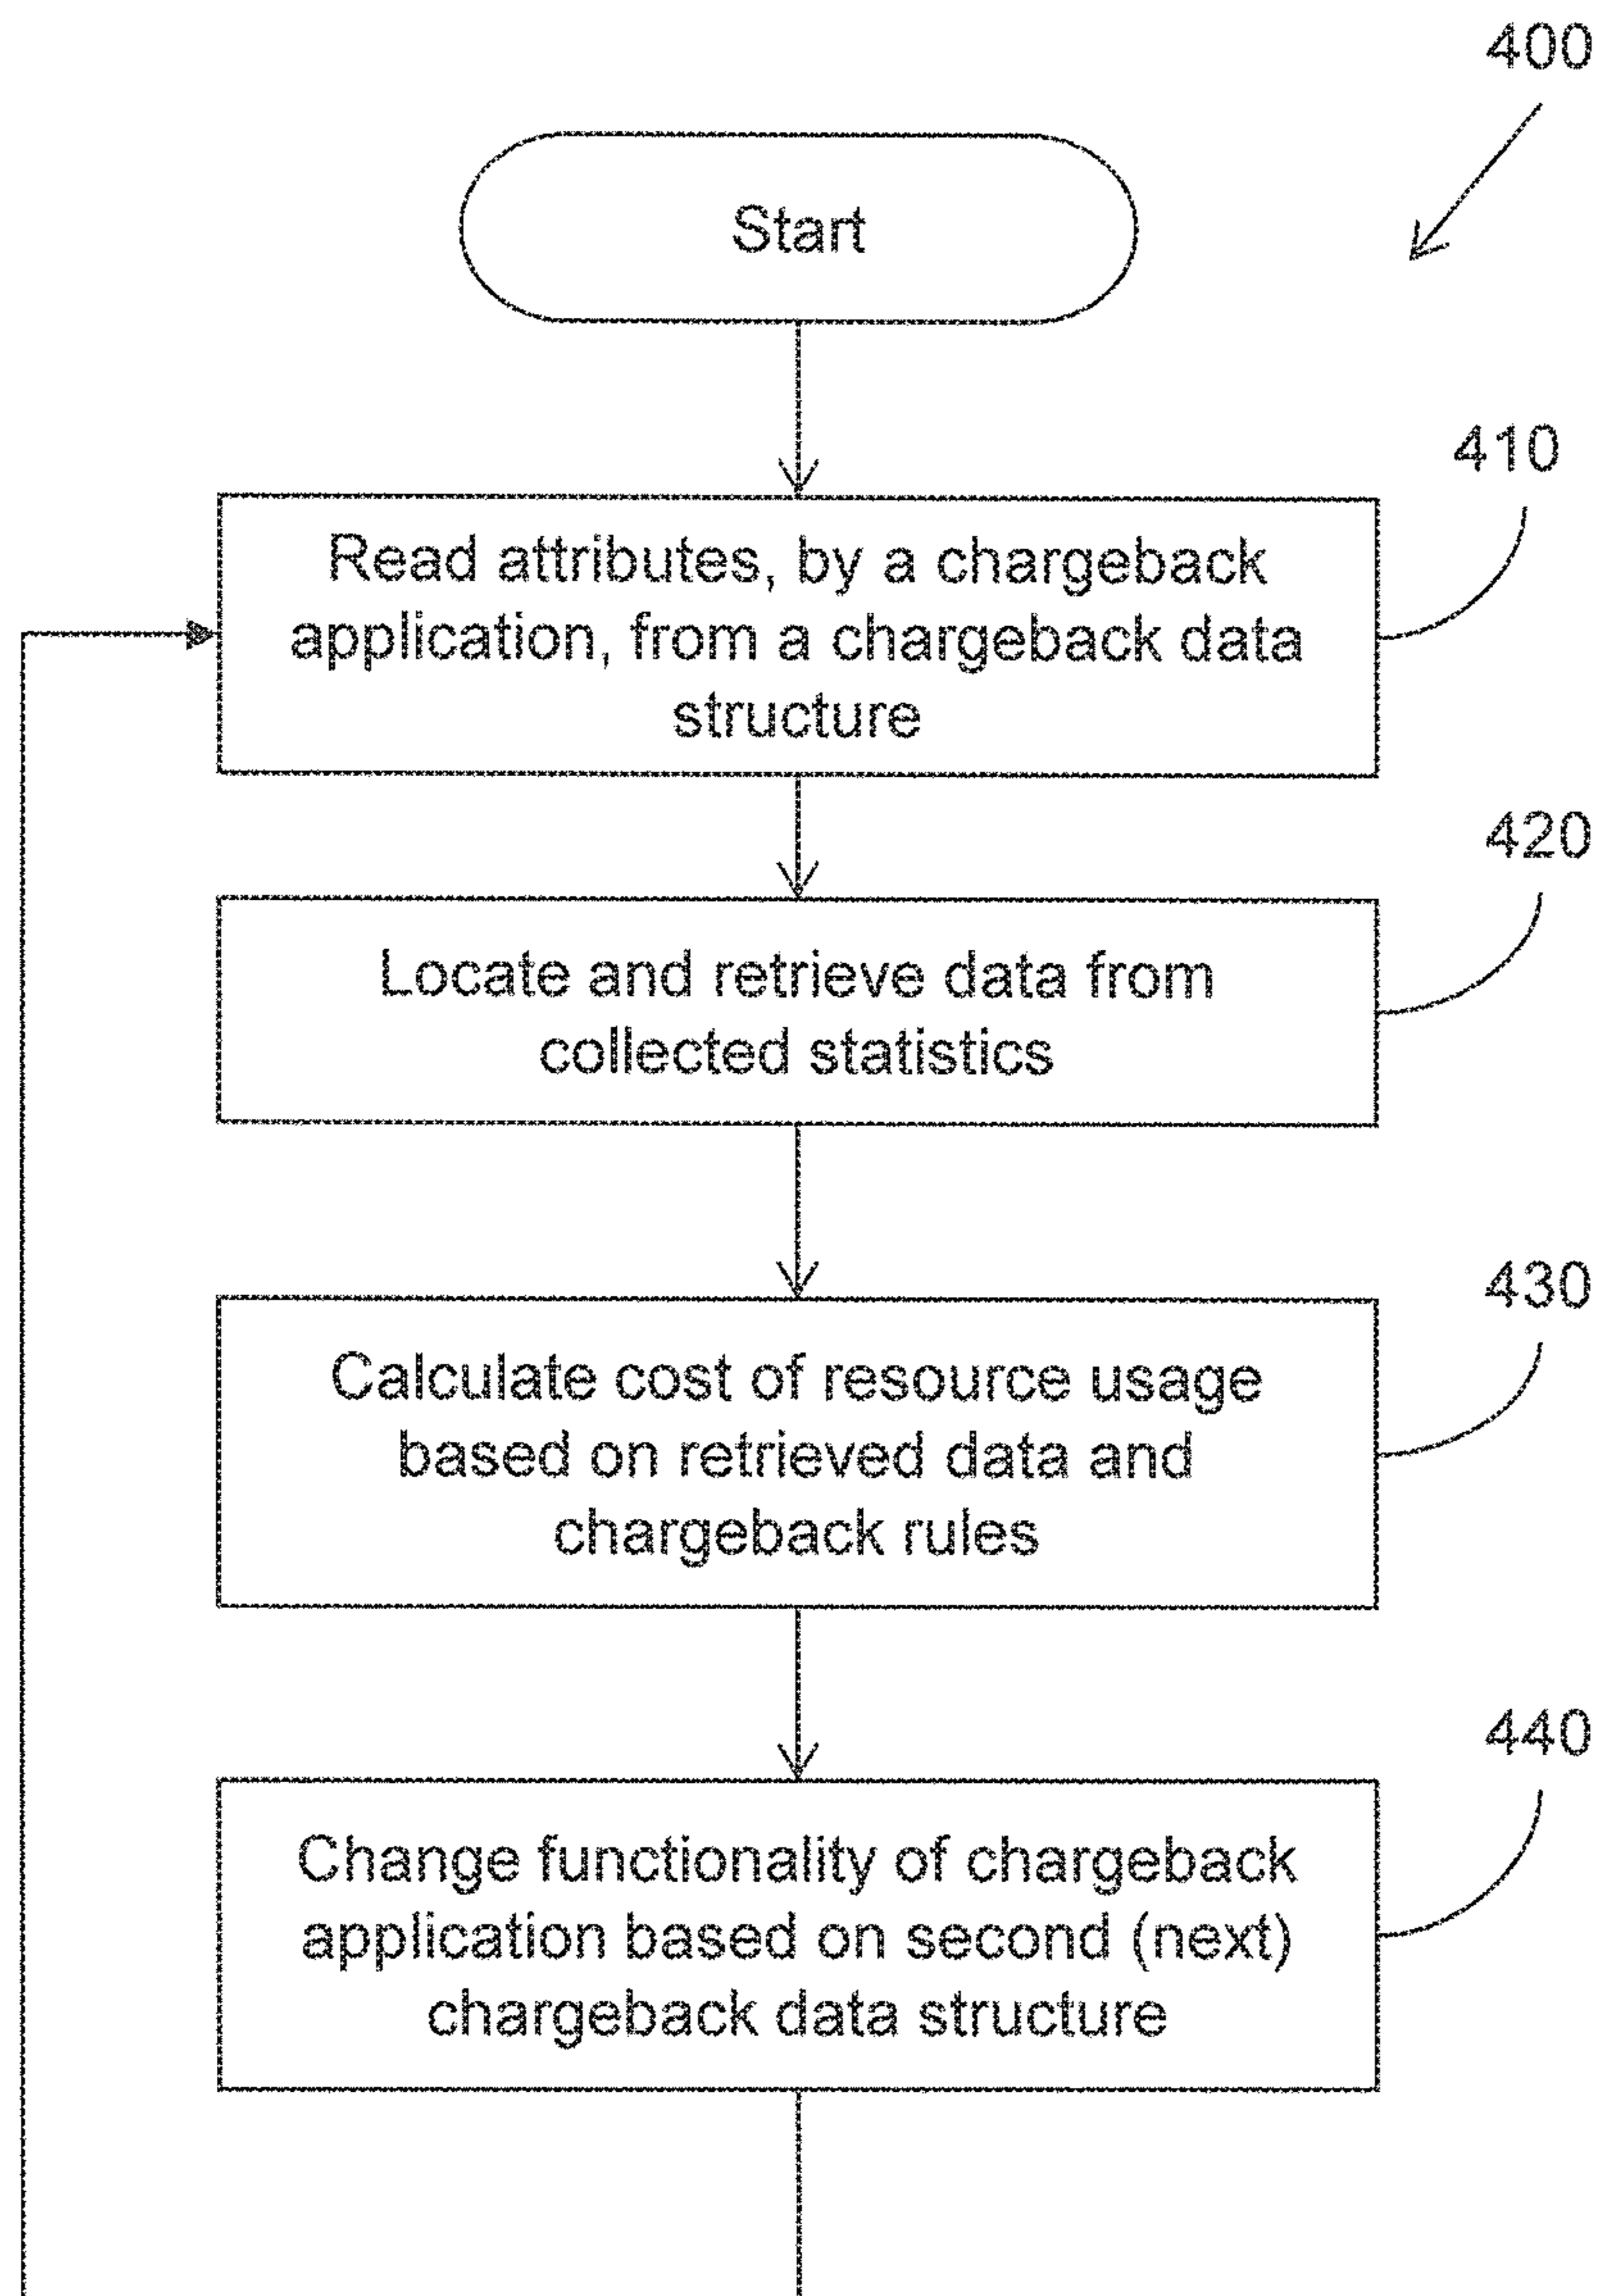 400
Start
410
Read attributes, by a chargeback
application, from a chargeback data
structure
420
Locate and retrieve data from
collected statistics
430
Calculate cost of resource usage
based on retrieved data and
chargeback rules
440
Change functionality of chargeback
application based on second (next)
chargeback data structure